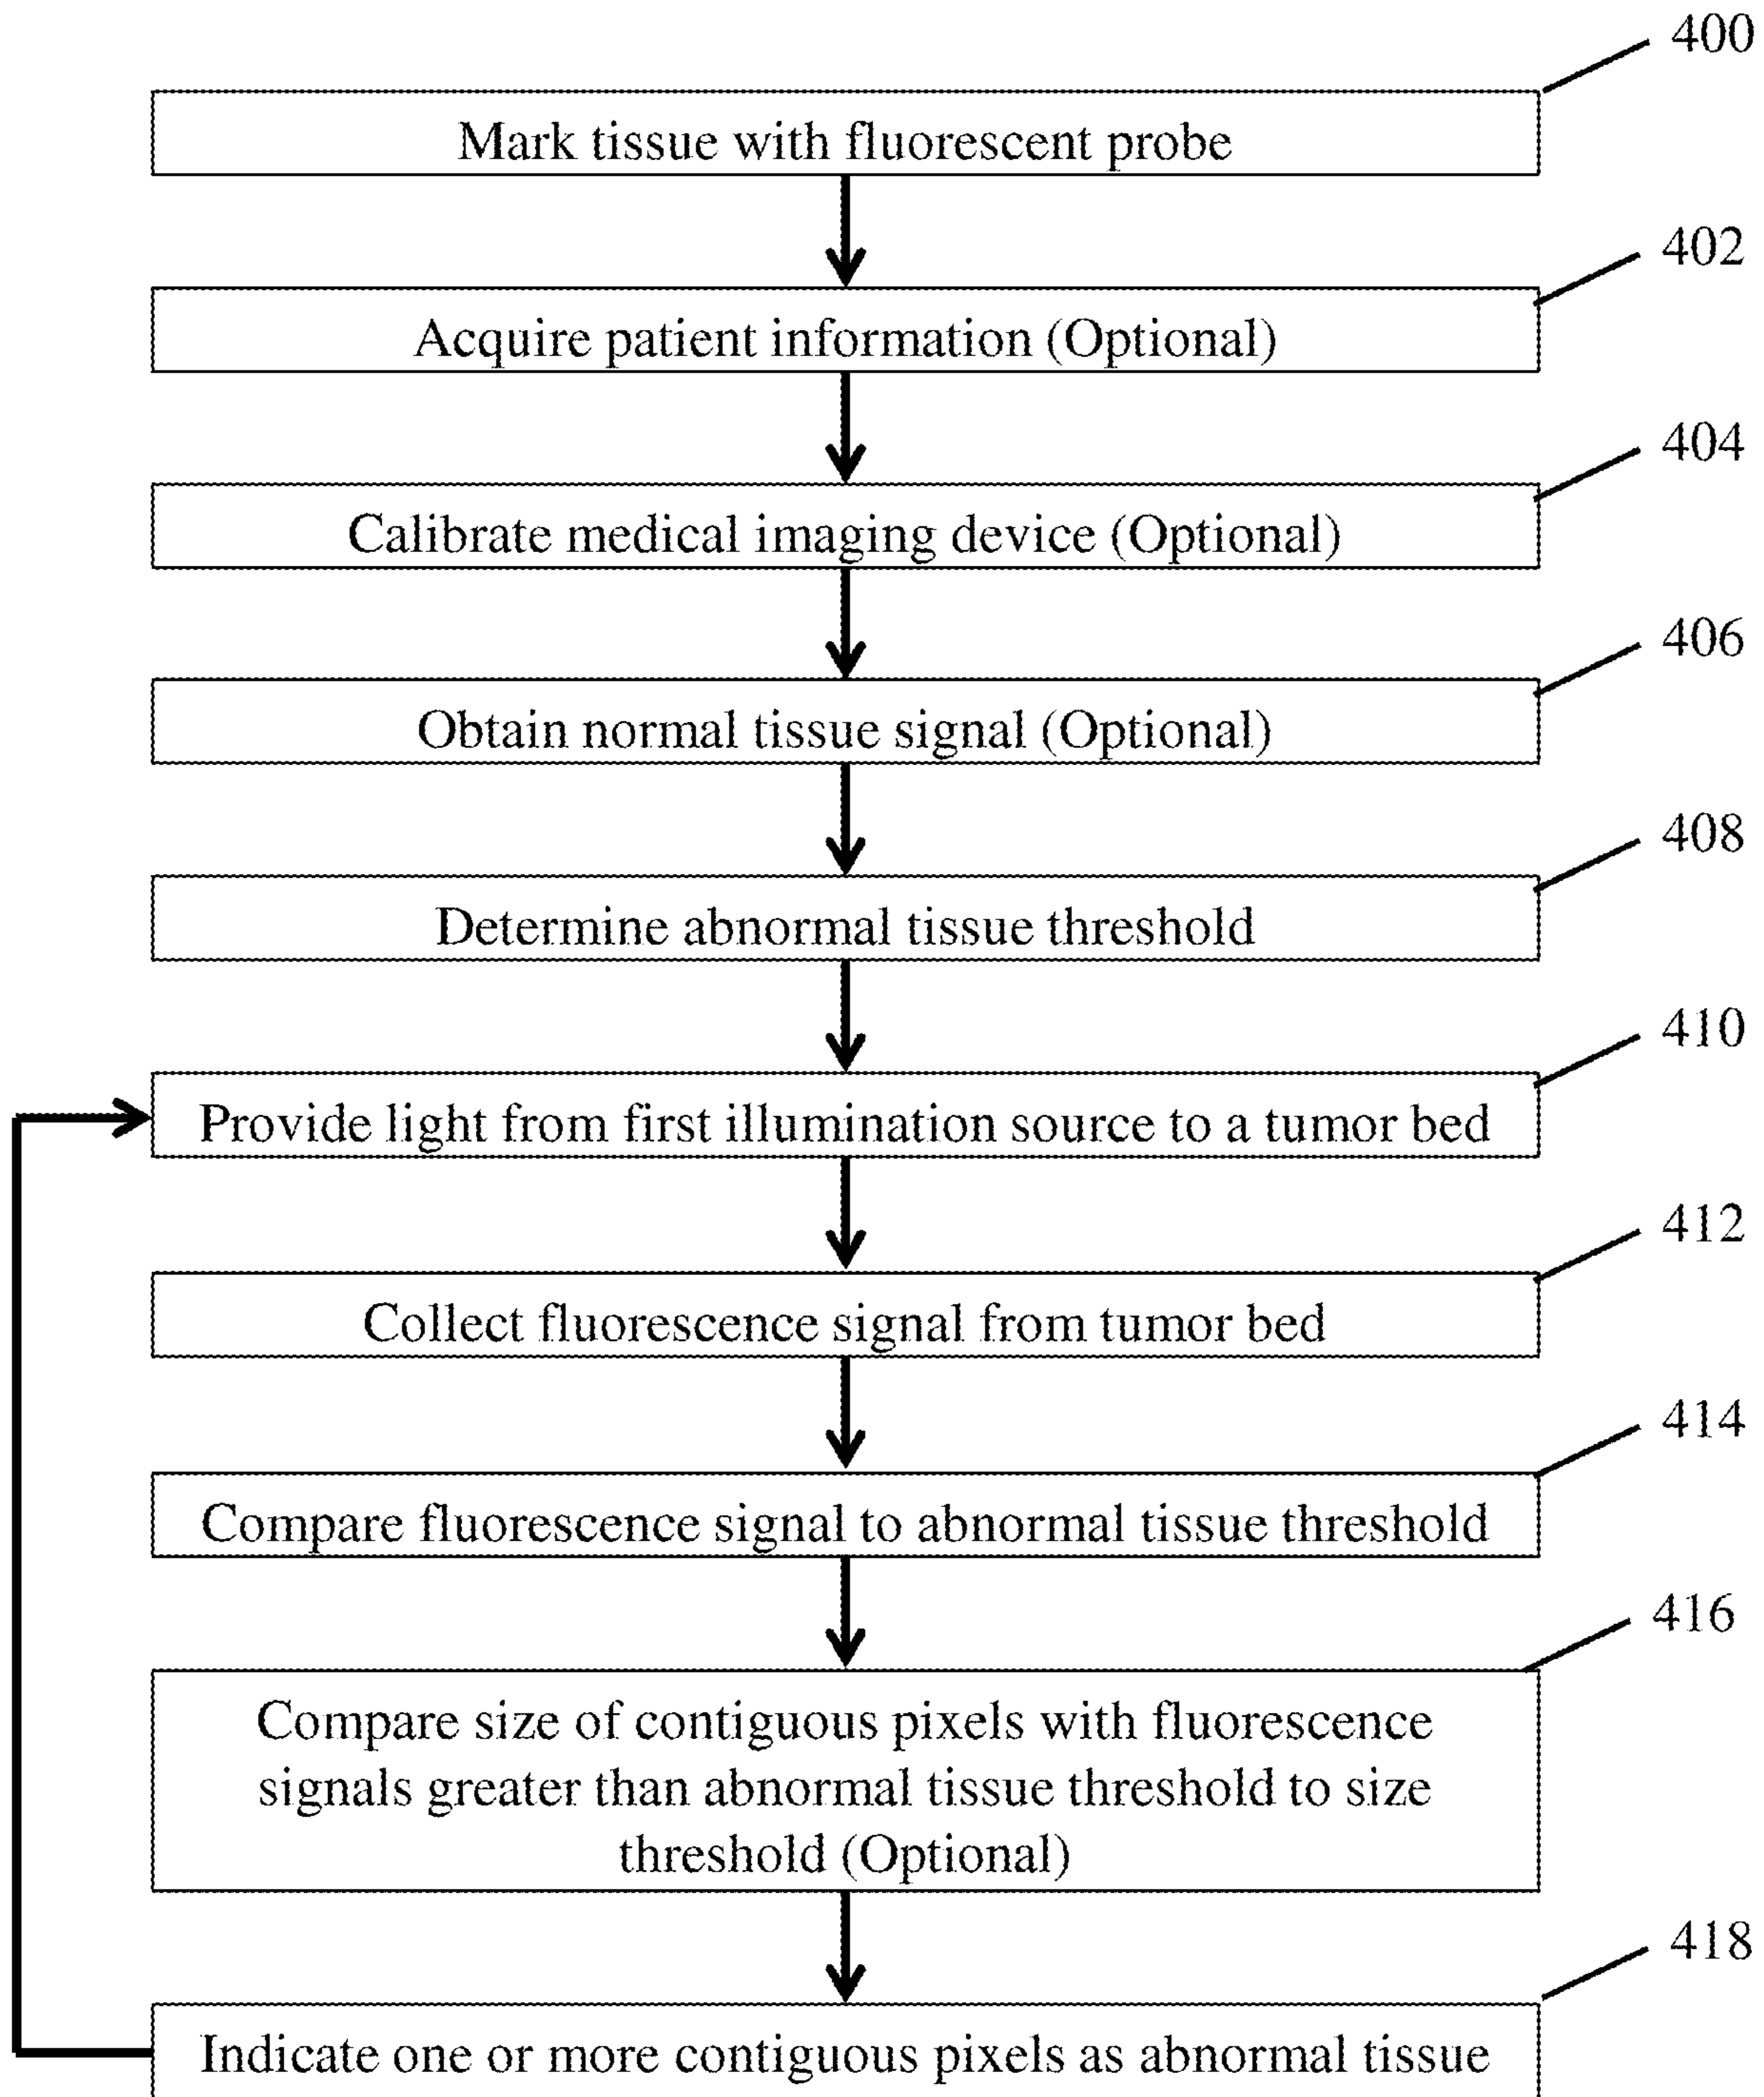 400
Mark tissue with fluorescent probe
402
Acquire patient information (Optional)
404
Calibrate medical imaging device (Optional)
406
Obtain normal tissue signal (Optional)
408
Determine abnormal tissue threshold
410
Provide light from first illumination source to a tumor bed
412
Collect fluorescence signal from tumor bed
414
Compare fluorescence signal to abnormal tissue threshold
416
Compare size of contiguous pixels with fluorescence
signals greater than abnormal tissue threshold to size
threshold (Optional)
418
Indicate one or more contiguous pixels as abnormal tissue